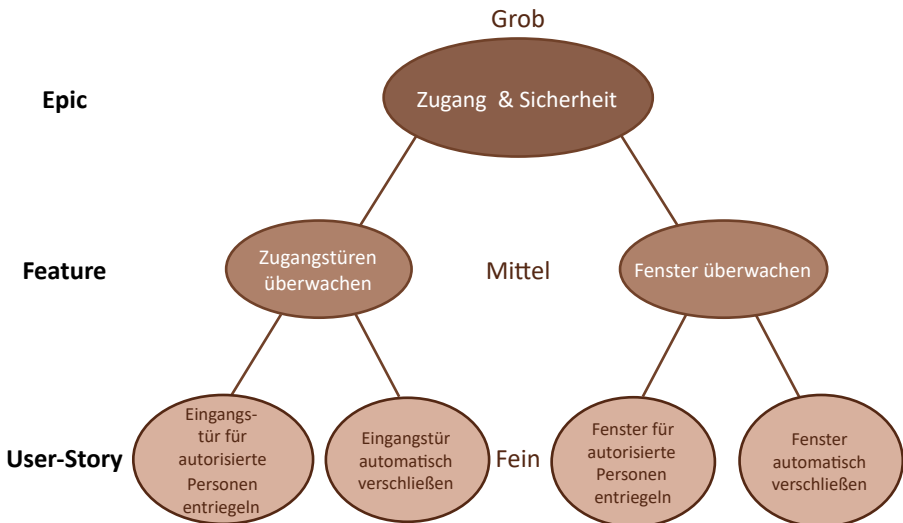 Grob
Epic
Zugang & Sicherheit
Feature
Zugangstüren
überwachen
Mittel
Fenster überwachen
User-Story
Eingangs-
tür für
autorisierte
Personen
entriegeln
Eingangstür
automatisch
verschließen
Fein
Fenster für
autorisierte
Personen
entriegeln
Fenster
automatisch
verschließen